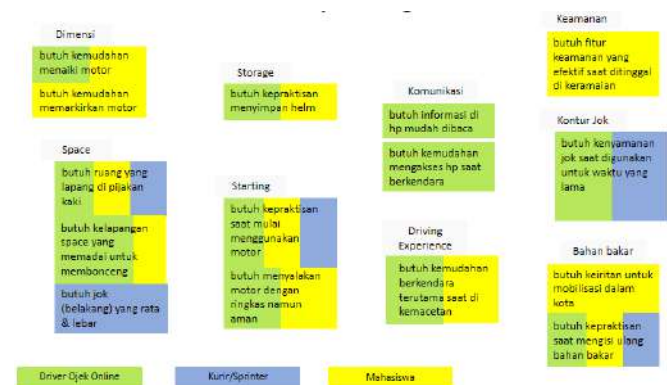 Dimensi
butuh kemudahan
menaiki motor
butuh kemudahan
memarkirkan motor
Storage
butuh kepraktisan
menyimpan helm
Komunikasi
butuh informasi di
hp mudah dibaca
butuh kemudahan
mengakses hp saat
berkendara
Keamanan
butuh fitur
keamanan yang
efektif saat ditinggal
di keramaian
Space
butuh ruang yang
lapang di pijakan
kaki
butuh kelapangan
space yang
memadai untuk
membonceng
butuh jok
(belakang) yang rata
& lebar
Starting
butuh kepraktisan
saat mulai
menggunakan
motor
butuh menyalakan
motor dengan
ringkas namun
aman
Driving
Experience
butuh kemudahan
berkendara
terutama saat di
kemacetan
Kontur Jok
butuh kenyamanan
jok saat digunakan
untuk waktu yang
lama
Bahan bakar
butuh keiritan untuk
mobilisasi dalam
kota
butuh kepraktisan
saat mengisi ulang
bahan bakar
Driver Ojek Online
Kurir/Sprinter
Mahasiswa